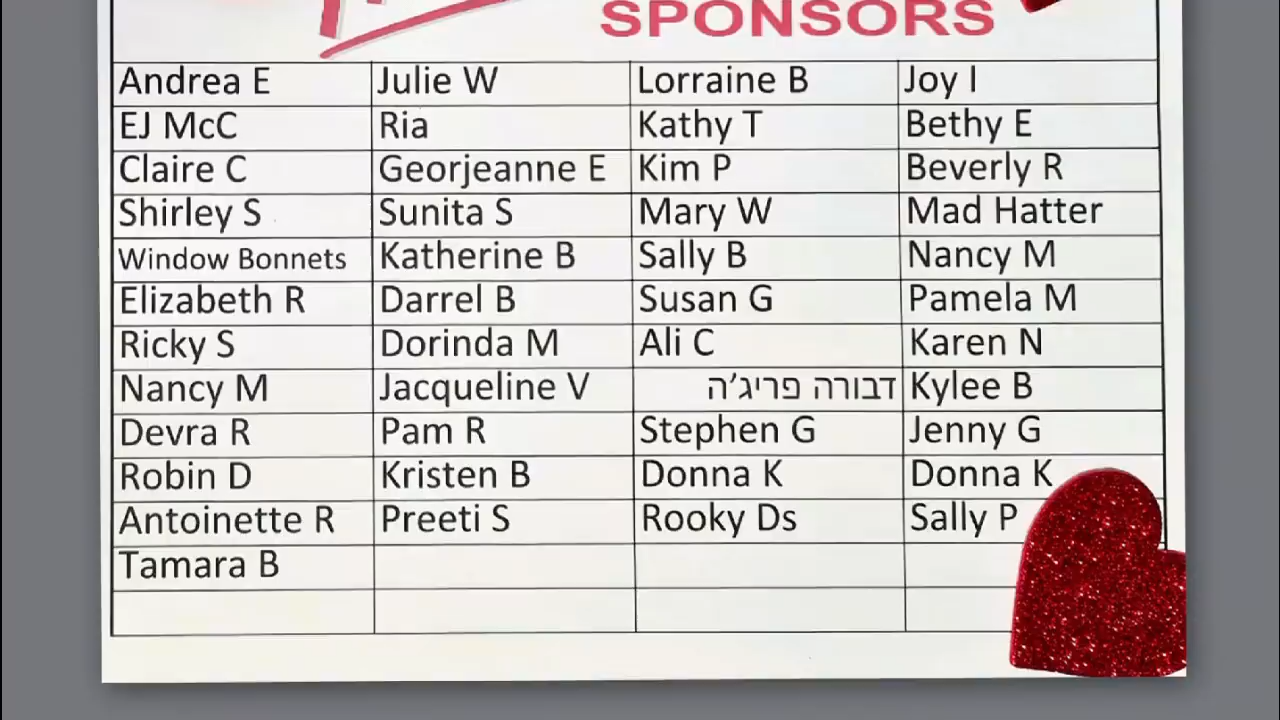 SPONSORS
Andrea E Julie W Lorraine B Joy I
EJ McC Ria Kathy T Bethy E
Claire C Georjeanne E Kim P Beverly R
Shirley S Sunita S Mary W Mad Hatter
Window Bonnets Katherine B Sally B Nancy M
Elizabeth R Darrel B Susan G Pamela M
Ricky S Dorinda M Ali C Karen N
Nancy M Jacqueline V דבורה פריג'ה Kylee B
Devra R Pam R Stephen G Jenny G
Robin D Kristen B Donna K Donna K
Antoinette R Preeti S Rooky Ds Sally P
Tamara B